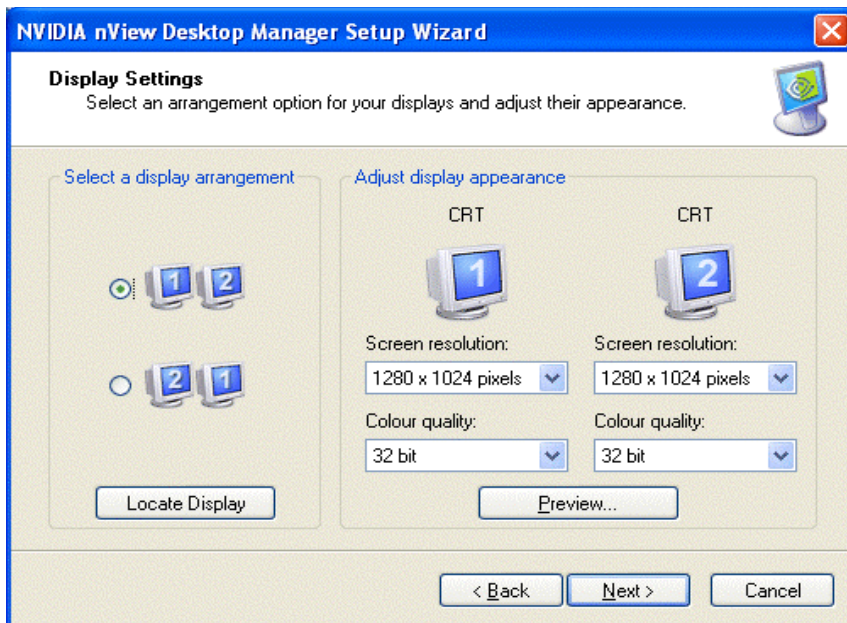 NVIDIA nView Desktop Manager Setup Wizard
Display Settings
Select an arrangement option for your displays and adjust their appearance.
Select a display arrangement
1 2
2 1
Locate Display
Adjust display appearance
CRT CRT
1 2
Screen resolution: Screen resolution:
1280 x 1024 pixels 1280 x 1024 pixels
Colour quality: Colour quality:
32 bit 32 bit
Preview...
< Back Next > Cancel